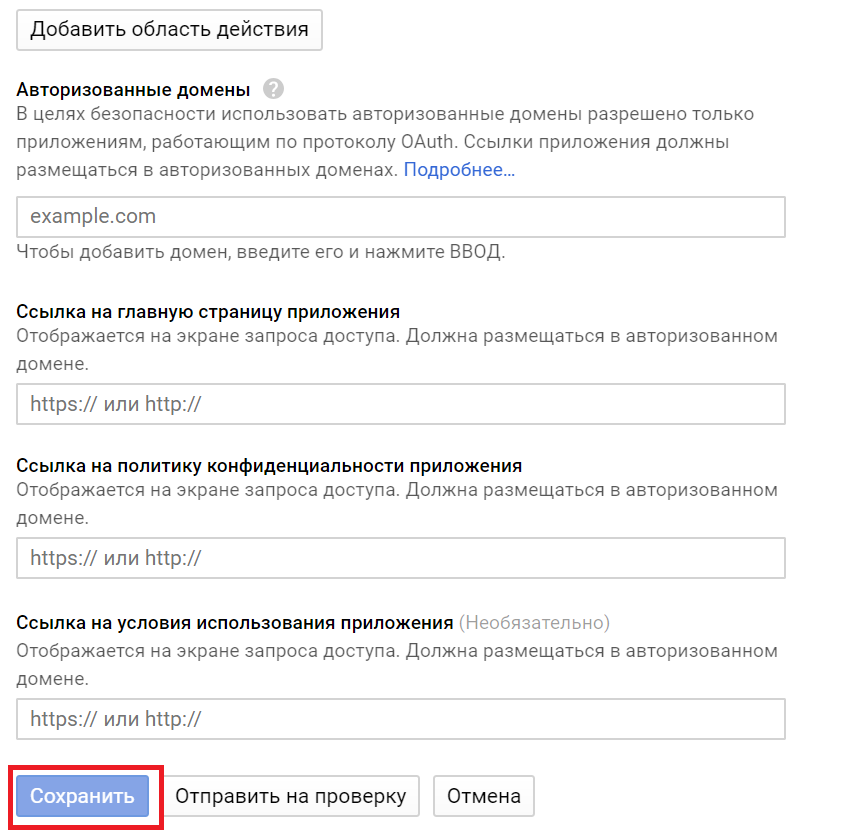 Добавить область действия
Авторизованные домены ?
В целях безопасности использовать авторизованные домены разрешено только
приложениям, работающим по протоколу OAuth. Ссылки приложения должны
размещаться в авторизованных доменах. Подробнее…
example.com
Чтобы добавить домен, введите его и нажмите ВВОД.
Ссылка на главную страницу приложения
Отображается на экране запроса доступа. Должна размещаться в авторизованном
домене.
https:// или http://
Ссылка на политику конфиденциальности приложения
Отображается на экране запроса доступа. Должна размещаться в авторизованном
домене.
https:// или http://
Ссылка на условия использования приложения (Необязательно)
Отображается на экране запроса доступа. Должна размещаться в авторизованном
домене.
https:// или http://
Сохранить Отправить на проверку Отмена